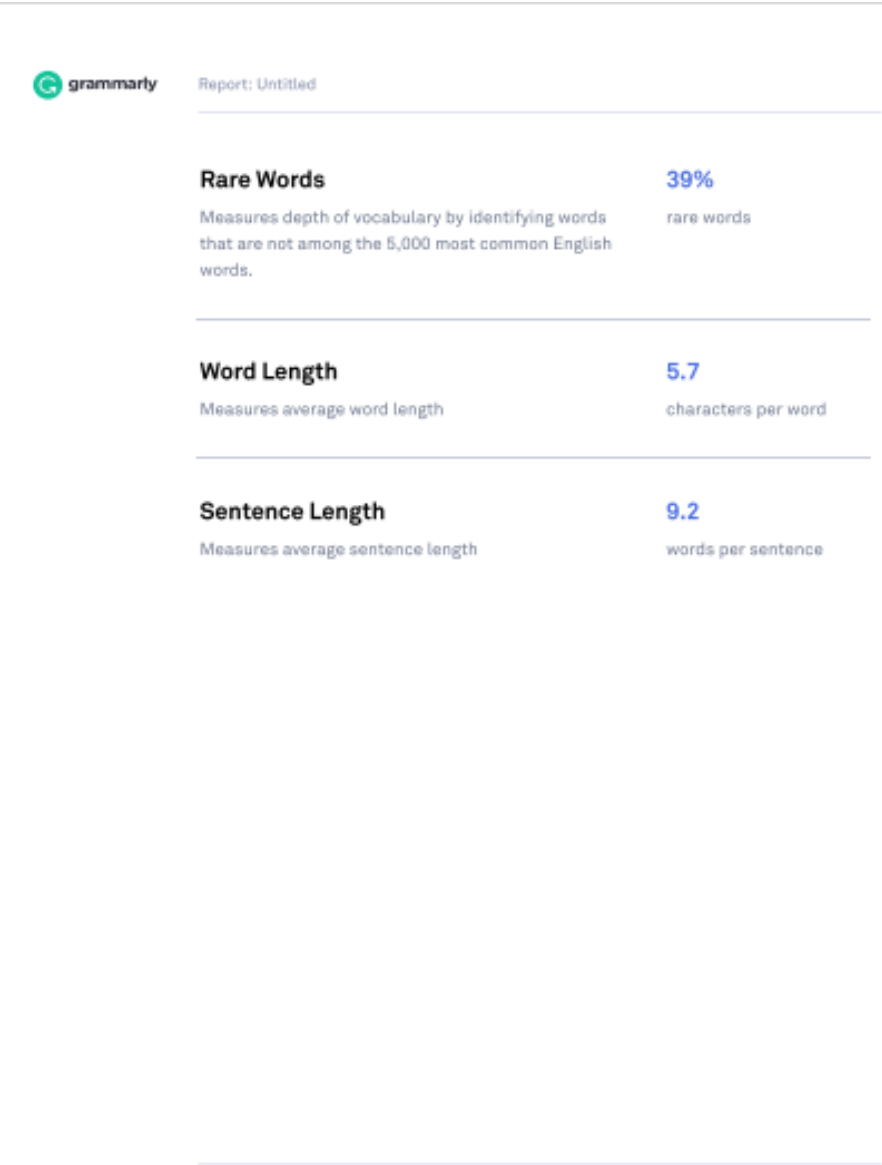 grammarly Report: Untitled
Rare Words 39%
Measures depth of vocabulary by identifying words rare words
that are not among the 5,000 most common English
words.
Word Length 5.7
Measures average word length characters per word
Sentence Length 9.2
Measures average sentence length words per sentence